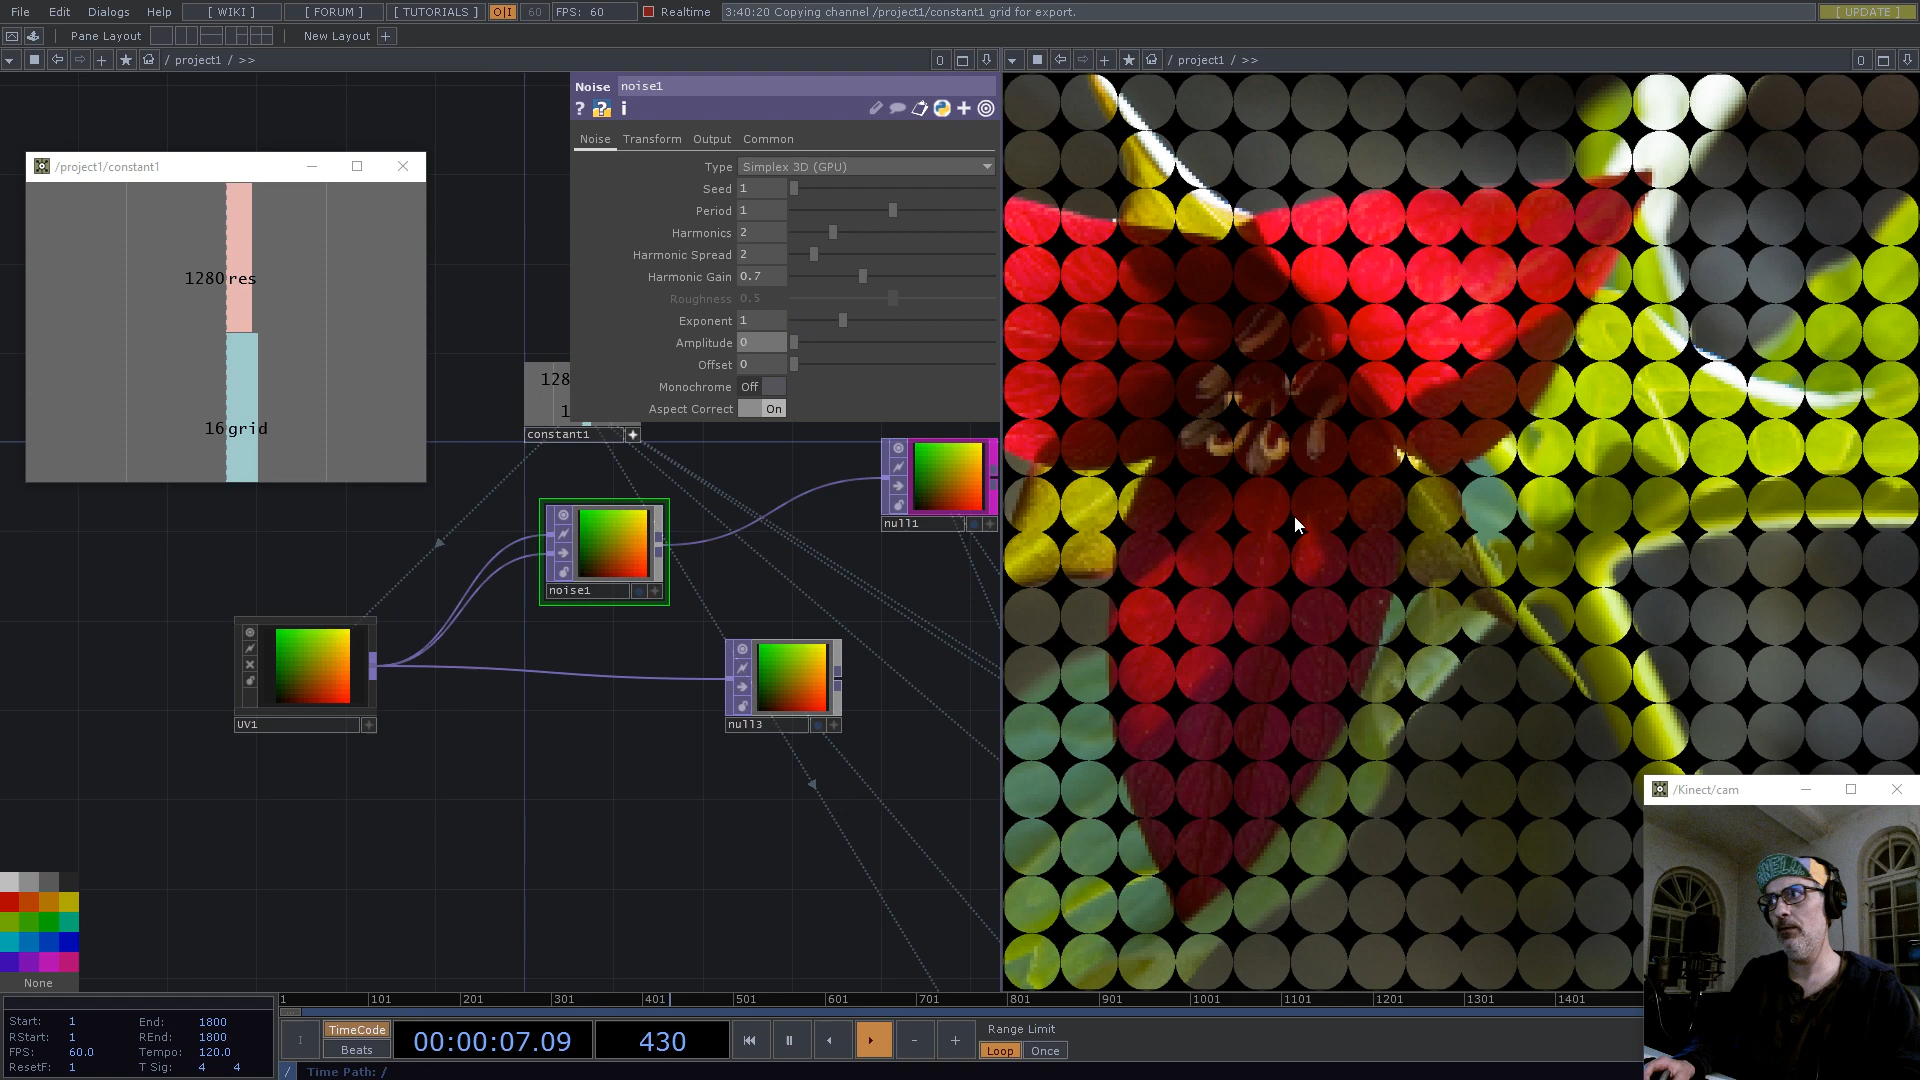 File Edit Dialogs Help [ WIKI ] [ FORUM ] [ TUTORIALS ] O|I 60 FPS: 60 Realtime 3:40:20 Copying channel /project1/constant1 grid for export. [ UPDATE ]
Pane Layout New Layout +
/ project1 / >> 0 / project1 / >> 0
Noise noise1
? ? i
Noise Transform Output Common
Type Simplex 3D (GPU)
Seed 1
Period 1
Harmonics 2
Harmonic Spread 2
Harmonic Gain 0.7
Roughness 0.5
Exponent 1
Amplitude 0
Offset 0
Monochrome Off
Aspect Correct On
/project1/constant1
1280 res
16 grid
128
1
constant1
null1
noise1
UV1
null3
/Kinect/cam
None
1 101 201 301 401 501 601 701 801 901 1001 1101 1201 1301 1401
Start: 1 End: 1800
RStart: 1 REnd: 1800
FPS: 60.0 Tempo: 120.0
ResetF: 1 T Sig: 4 4
I TimeCode
Beats
00:00:07.09 430
- +
Range Limit
Loop Once
/ Time Path: /